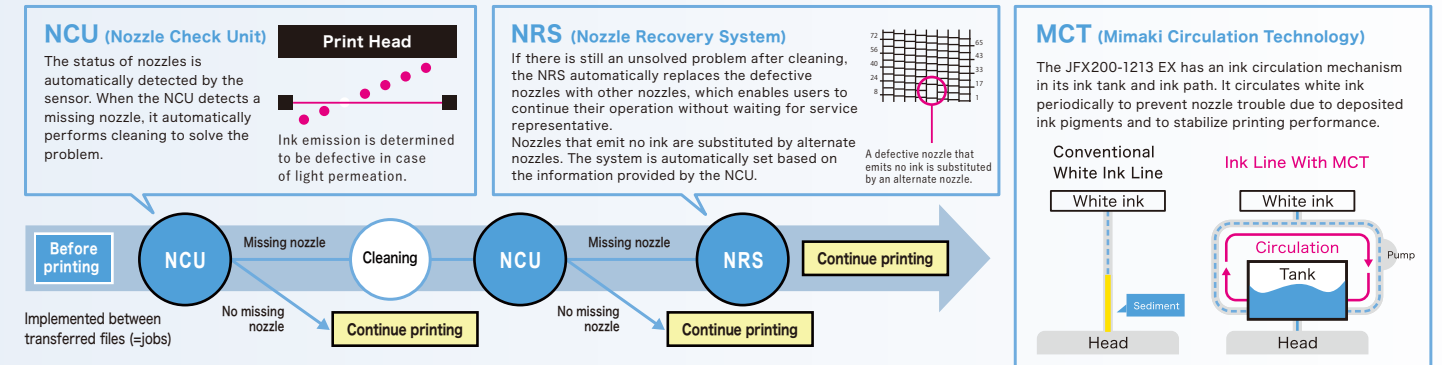 NCU (Nozzle Check Unit)
The status of nozzles is
automatically detected by the
sensor. When the NCU detects a
missing nozzle, it automatically
performs cleaning to solve the
problem.
Print Head
Ink emission is determined
to be defective in case
of light permeation.
NRS (Nozzle Recovery System)
If there is still an unsolved problem after cleaning,
the NRS automatically replaces the defective
nozzles with other nozzles, which enables users to
continue their operation without waiting for service
representative.
Nozzles that emit no ink are substituted by alternate
nozzles. The system is automatically set based on
the information provided by the NCU.
72
56
40
24
8
65
43
33
17
1
A defective nozzle that
emits no ink is substituted
by an alternate nozzle.
MCT (Mimaki Circulation Technology)
The JFX200-1213 EX has an ink circulation mechanism
in its ink tank and ink path. It circulates white ink
periodically to prevent nozzle trouble due to deposited
ink pigments and to stabilize printing performance.
Conventional
White Ink Line
White ink
Sediment
Head
Ink Line With MCT
White ink
Circulation
Tank
Pump
Head
Before
printing
NCU
Missing nozzle
Cleaning
NCU
Missing nozzle
NRS
Continue printing
No missing
nozzle
Continue printing
No missing
nozzle
Continue printing
Implemented between
transferred files (=jobs)